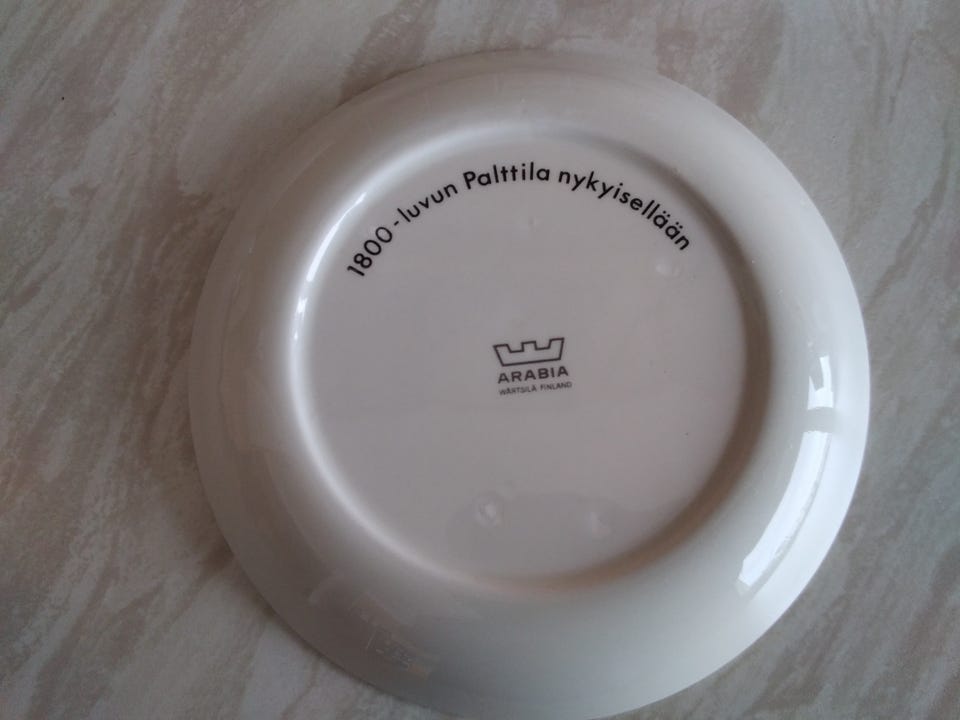 1800-luvun Palttila nykyisellään
ARABIA
WÄRTSILÄ FINLAND